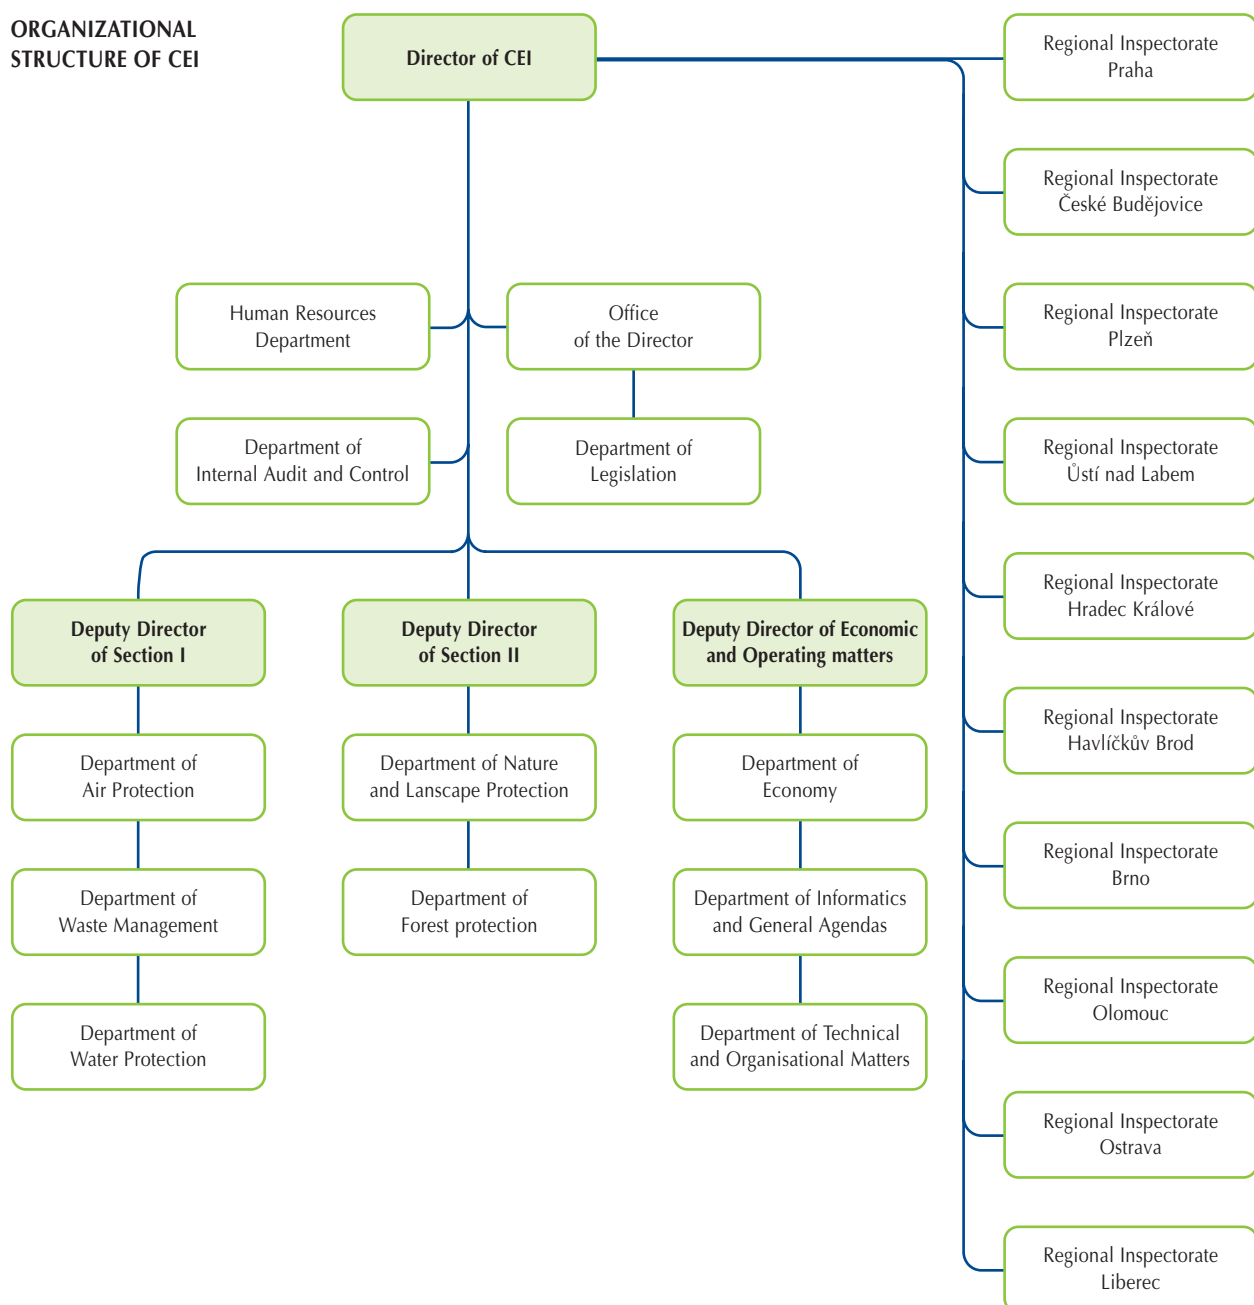 ORGANIZATIONAL
STRUCTURE OF CEI
Director of CEI
Regional Inspectorate
Praha
Regional Inspectorate
České Budějovice
Human Resources
Department
Office
of the Director
Regional Inspectorate
Plzeň
Department of
Internal Audit and Control
Department of
Legislation
Regional Inspectorate
Ůstí nad Labem
Regional Inspectorate
Hradec Králové
Deputy Director
of Section I
Deputy Director
of Section II
Deputy Director of Economic
and Operating matters
Regional Inspectorate
Havlíčkův Brod
Department of
Air Protection
Department of Nature
and Lanscape Protection
Department of
Economy
Regional Inspectorate
Brno
Department of
Waste Management
Department of
Forest protection
Department of Informatics
and General Agendas
Regional Inspectorate
Olomouc
Department of
Water Protection
Department of Technical
and Organisational Matters
Regional Inspectorate
Ostrava
Regional Inspectorate
Liberec